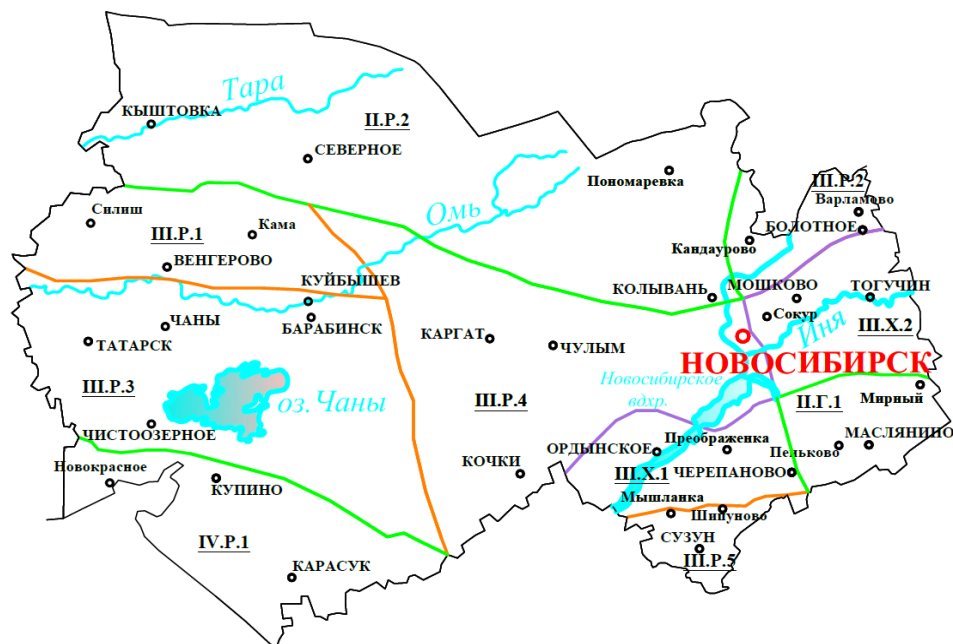 Тара
КЫШТОВКА
II.Р.2
СЕВЕРНОЕ
Пономаревка
III.Р.2
Варламово
БОЛОТНОЕ
Силиш
Кама
Омь
III.Р.1
Кандаурово
ВЕНГЕРОВО
КУЙБЫШЕВ
КОЛЫВАНЬ
МОШКОВО
ТОГУЧИН
Сокур
БАРАБИНСК
ЧАНЫ
ТАТАРСК
КАРГАТ
ЧУЛЫМ
Иня
III.Х.2
НОВОСИБИРСК
Новосибирское
вдхр.
III.Р.3
оз.Чаны
III.Р.4
II.Г.1
Мирный
ЧИСТООЗЕРНОЕ
ОРДЫНСКОЕ
Преображенка
Пеньково
МАСЛЯНИНО
Новокрасное
КУПИНО
КОЧКИ
III.Х.1
ЧЕРЕПАНОВО
Мышланка
Шипуново
СУЗУН
III.Р.5
IV.Р.1
КАРАСУК